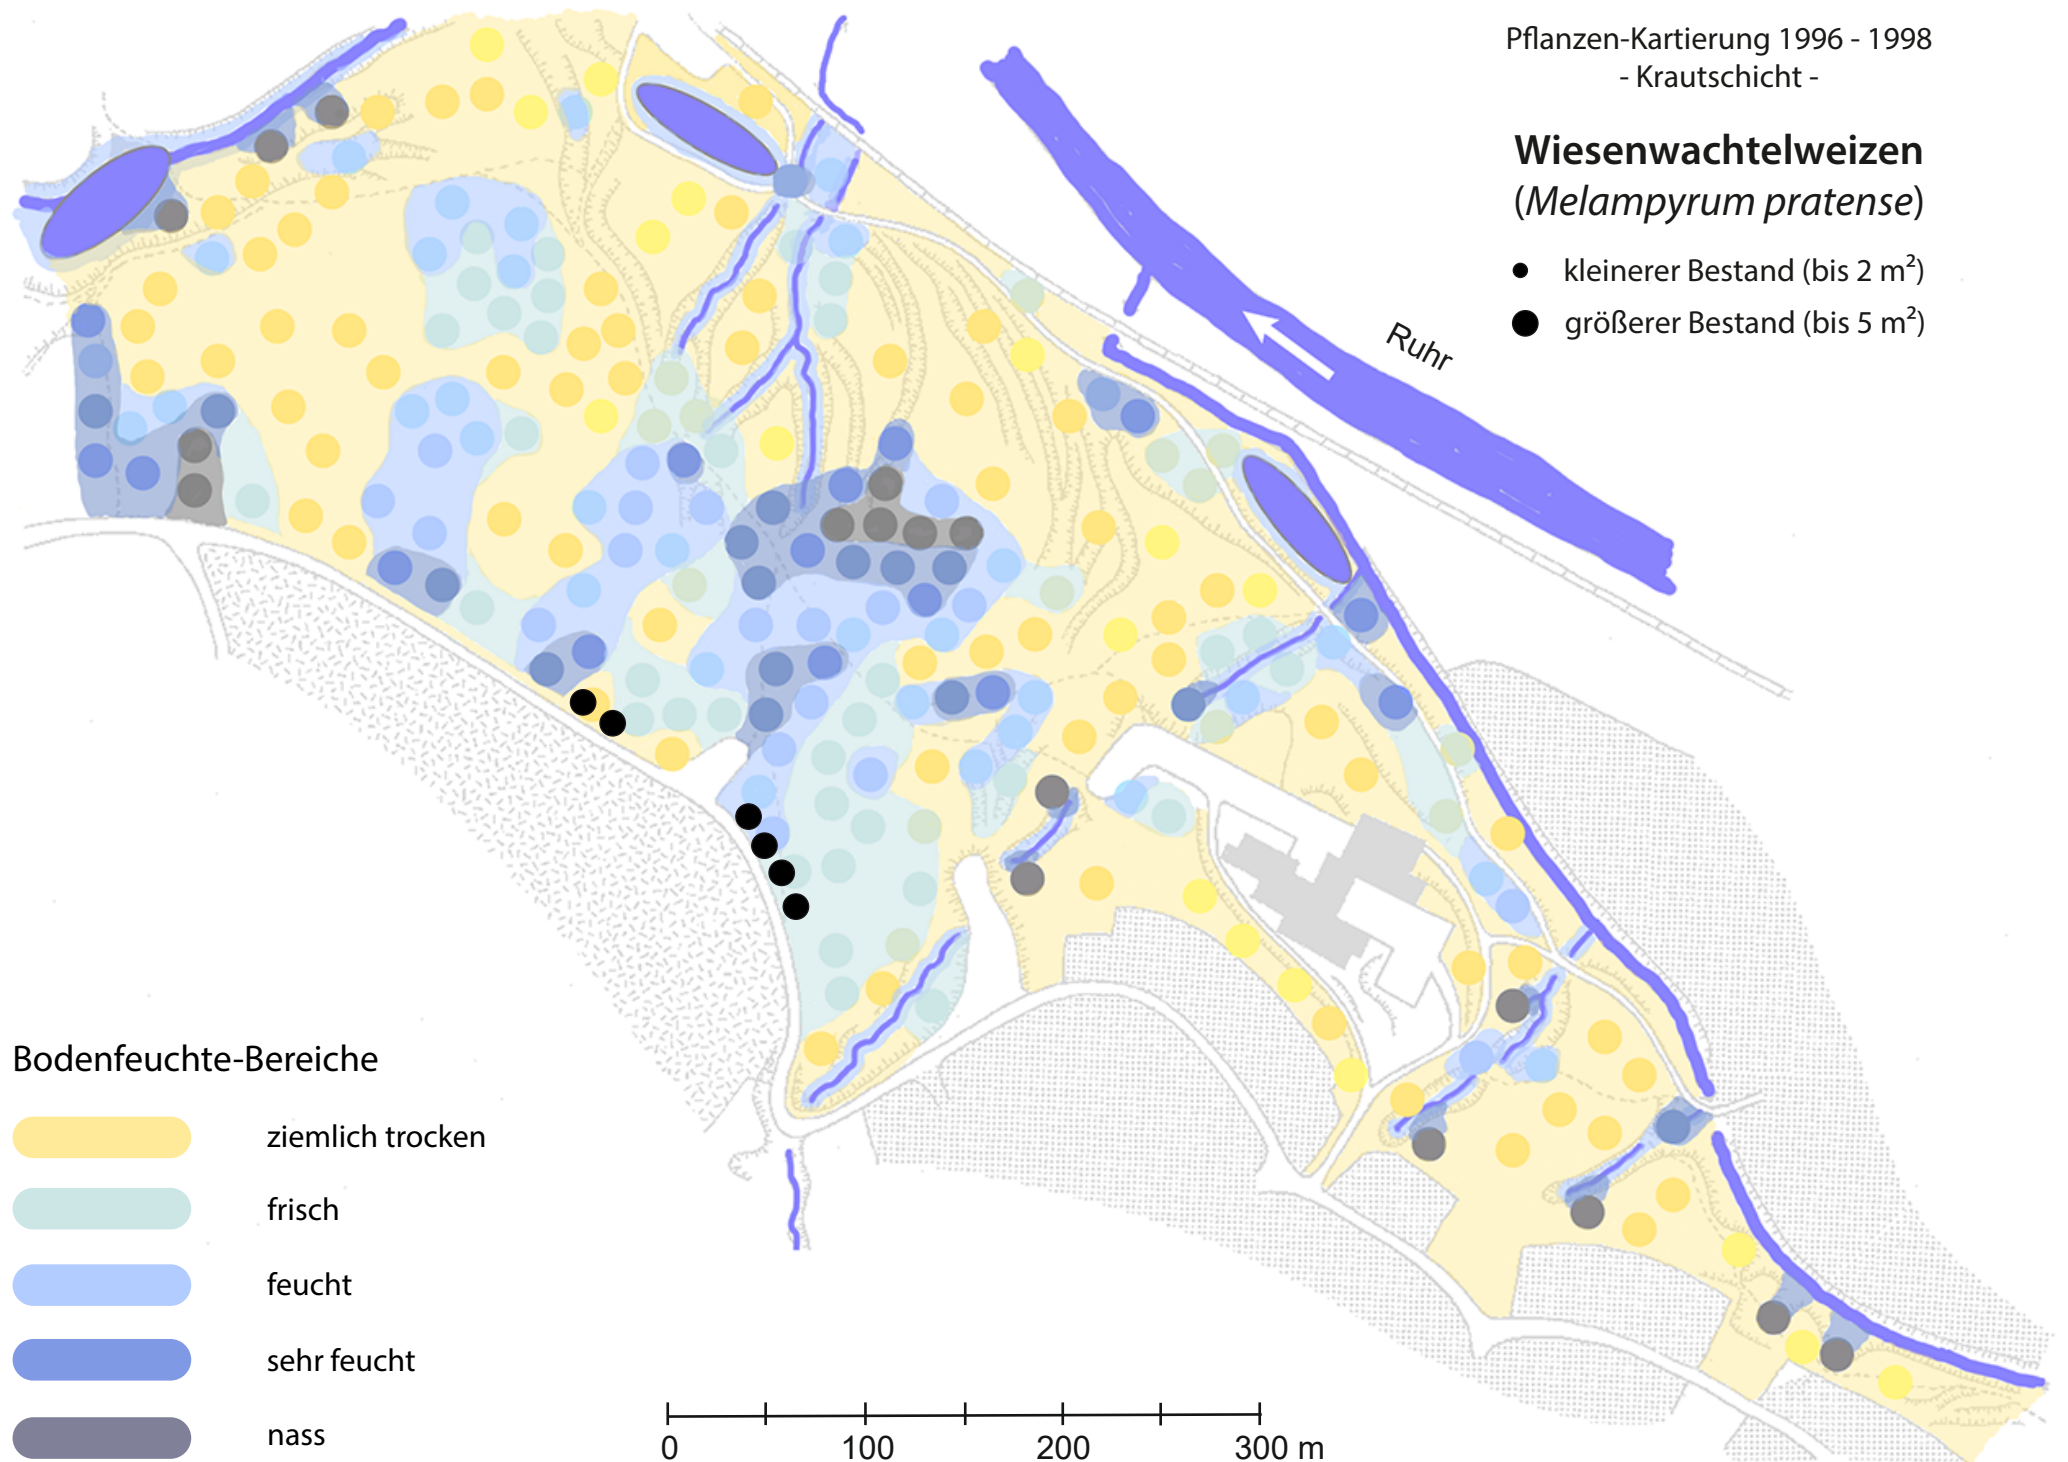 Pflanzen-Kartierung 1996 - 1998
- Krautschicht -
Wiesenwachtelweizen
(Melampyrum pratense)
kleinerer Bestand (bis 2 m²)
größerer Bestand (bis 5 m²)
Ruhr
Bodenfeuchte-Bereiche
ziemlich trocken
frisch
feucht
sehr feucht
nass
0 100 200 300 m